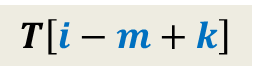 T[i − m + k]